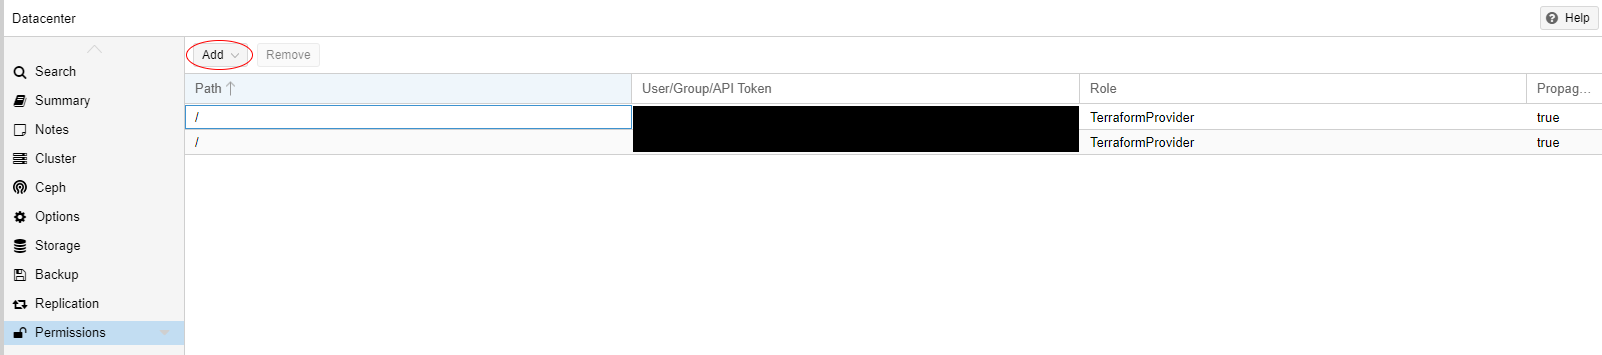 Datacenter
Help
Search
Summary
Notes
Cluster
Ceph
Options
Storage
Backup
Replication
Permissions
Add
Remove
Path User/Group/API Token Role Propag...
/ TerraformProvider true
/ TerraformProvider true